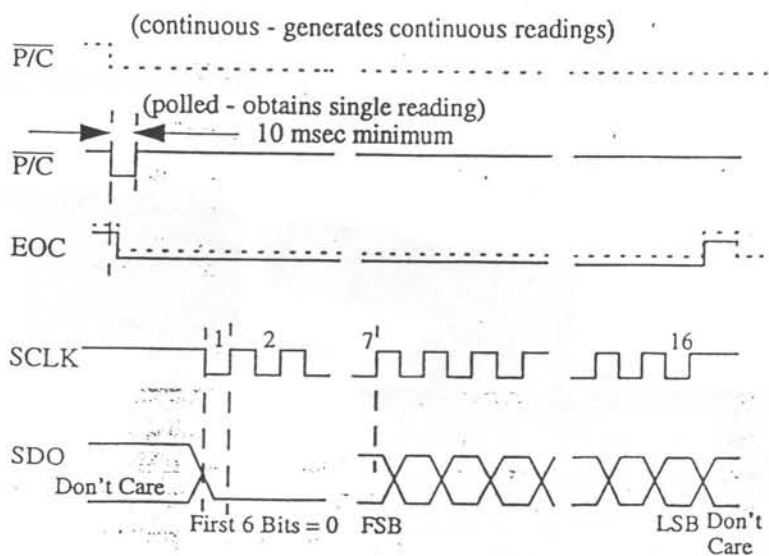 (continuous - generates continuous readings)
P/C
(polled - obtains single reading)
10 msec minimum
P/C
EOC
1 2 7 16
SCLK
SDO
Don't Care
First 6 Bits = 0 FSB LSB Don't
Care